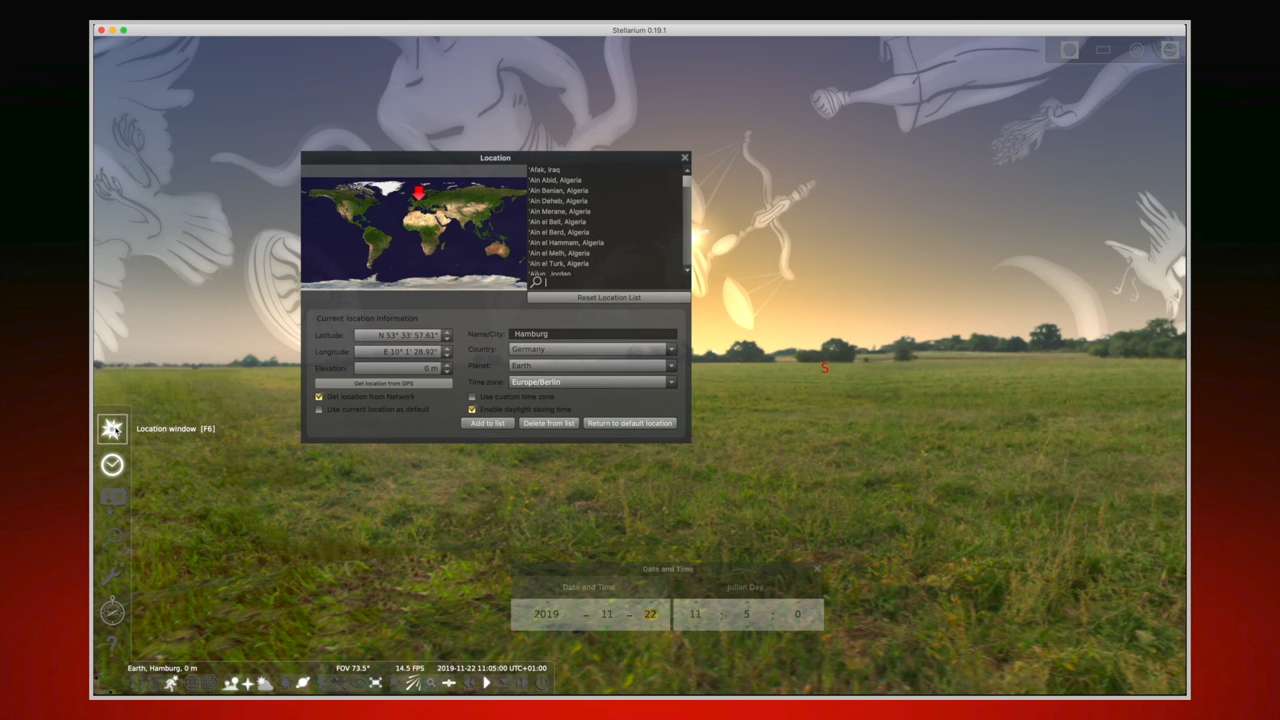 Stellarium 0.19.1
Location
'Afak, Iraq
'Ain Abid, Algeria
'Ain Benian, Algeria
'Ain Deheb, Algeria
'Ain Merane, Algeria
'Ain el Bell, Algeria
'Ain el Berd, Algeria
'Ain el Hammam, Algeria
'Ain el Melh, Algeria
'Ain el Turk, Algeria
'Ajlun, Jordan
Reset Location List
Current location information
Latitude: N 53° 33' 57.61"
Longitude: E 10° 1' 28.92"
Elevation: 0 m
Get location from GPS
Get location from Network
Use current location as default
Name/City: Hamburg
Country: Germany
Planet: Earth
Time zone: Europe/Berlin
Use custom time zone
Enable daylight saving time
Add to list Delete from list Return to default location
S
Location window [F6]
Date and Time
Date and Time Julian Day
2019 – 11 – 22 11 : 5 : 0
Earth, Hamburg, 0 m FOV 73.5° 14.5 FPS 2019-11-22 11:05:00 UTC+01:00